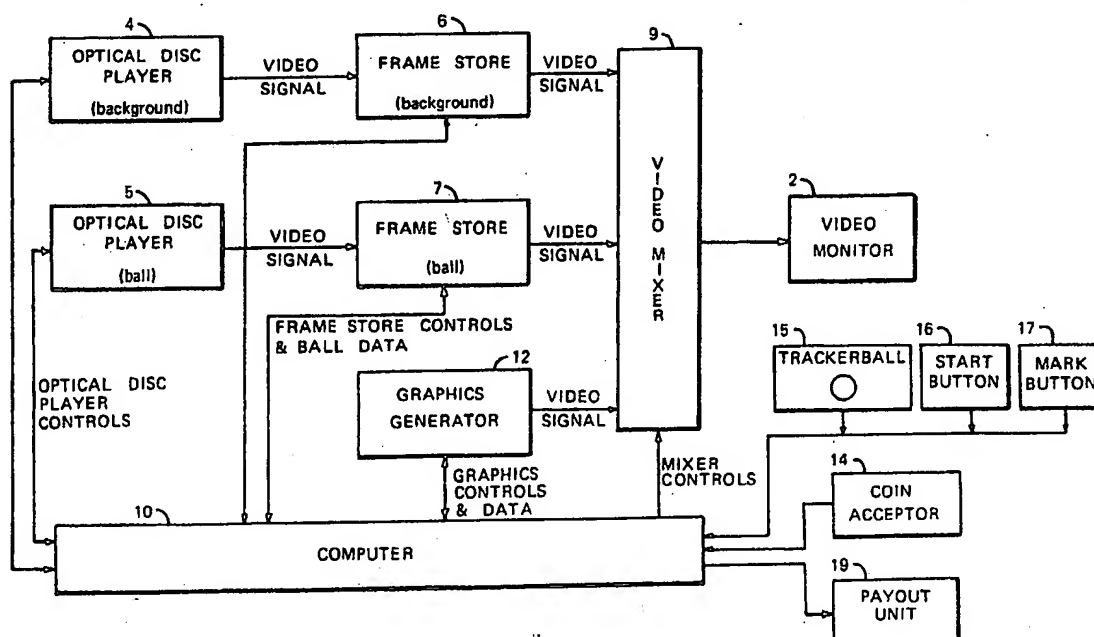 4
OPTICAL DISC
PLAYER
(background)
VIDEO
SIGNAL
6
FRAME STORE
(background)
VIDEO
SIGNAL
9
VIDEO MIXER
5
OPTICAL DISC
PLAYER
(ball)
VIDEO
SIGNAL
7
FRAME STORE
(ball)
VIDEO
SIGNAL
2
VIDEO
MONITOR
FRAME STORE CONTROLS
& BALL DATA
OPTICAL DISC
PLAYER
CONTROLS
12
GRAPHICS
GENERATOR
VIDEO
SIGNAL
15
TRACKERBALL
16
START
BUTTON
17
MARK
BUTTON
GRAPHICS
CONTROLS
& DATA
MIXER
CONTROLS
14
COIN
ACCEPTOR
10
COMPUTER
19
PAYOUT
UNIT